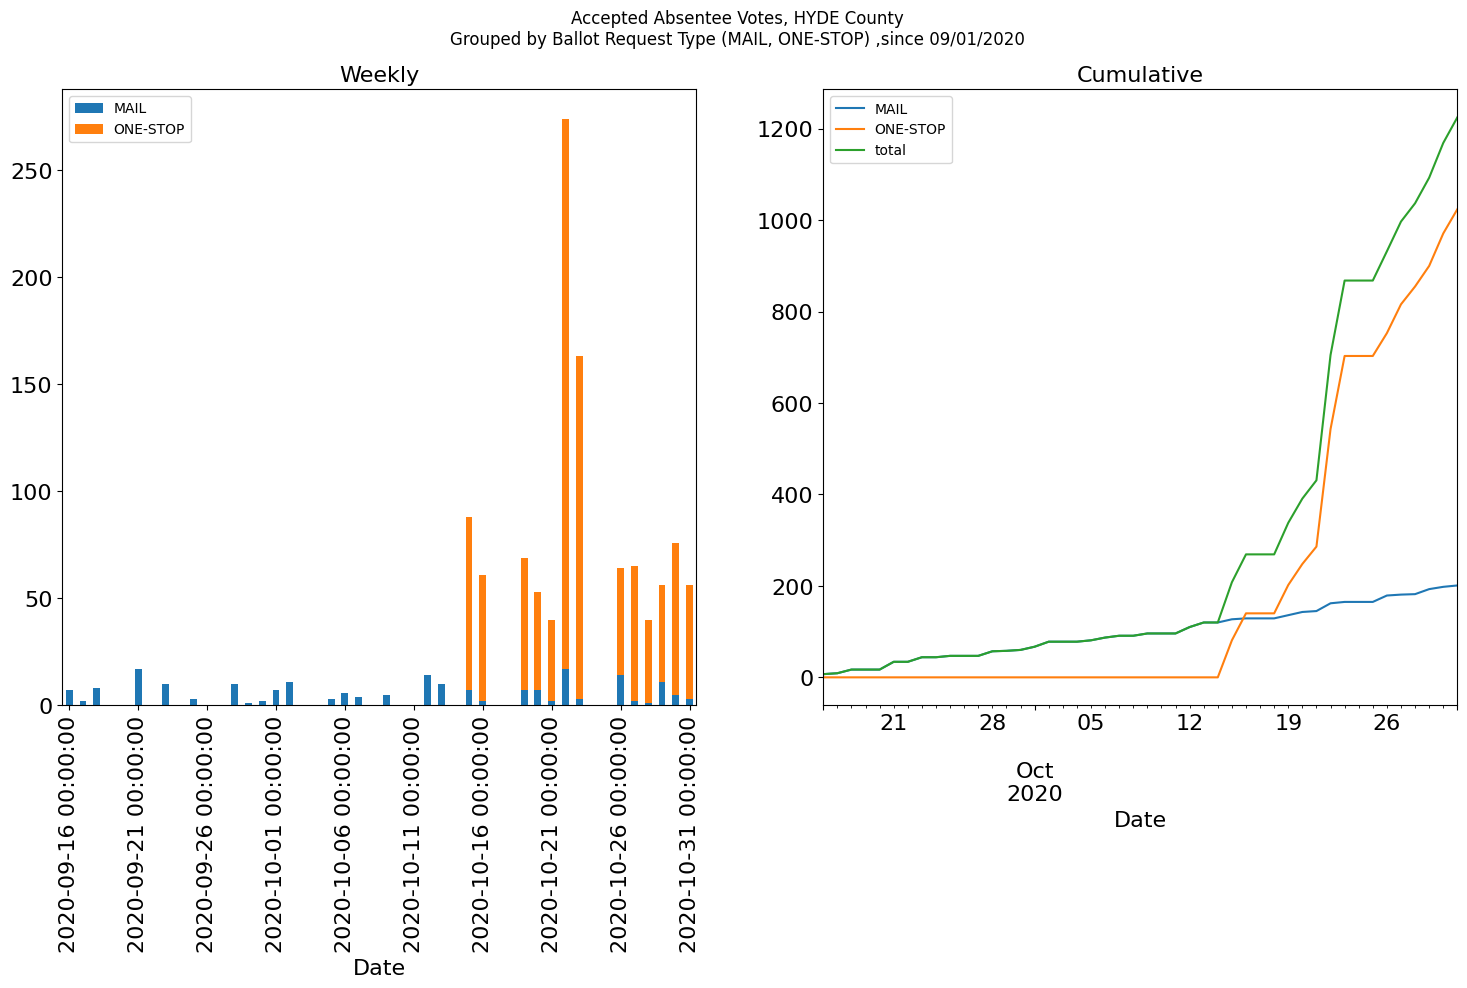 Accepted Absentee Votes, HYDE County
Grouped by Ballot Request Type (MAIL, ONE-STOP) ,since 09/01/2020
Weekly
MAIL
ONE-STOP
250
200
150
100
50
0
2020-09-16 00:00:00
2020-09-21 00:00:00
2020-09-26 00:00:00
2020-10-01 00:00:00
2020-10-06 00:00:00
2020-10-11 00:00:00
2020-10-16 00:00:00
2020-10-21 00:00:00
2020-10-26 00:00:00
2020-10-31 00:00:00
Date
Cumulative
MAIL
ONE-STOP
total
1200
1000
800
600
400
200
0
21 28 05 12 19 26
Oct
2020
Date